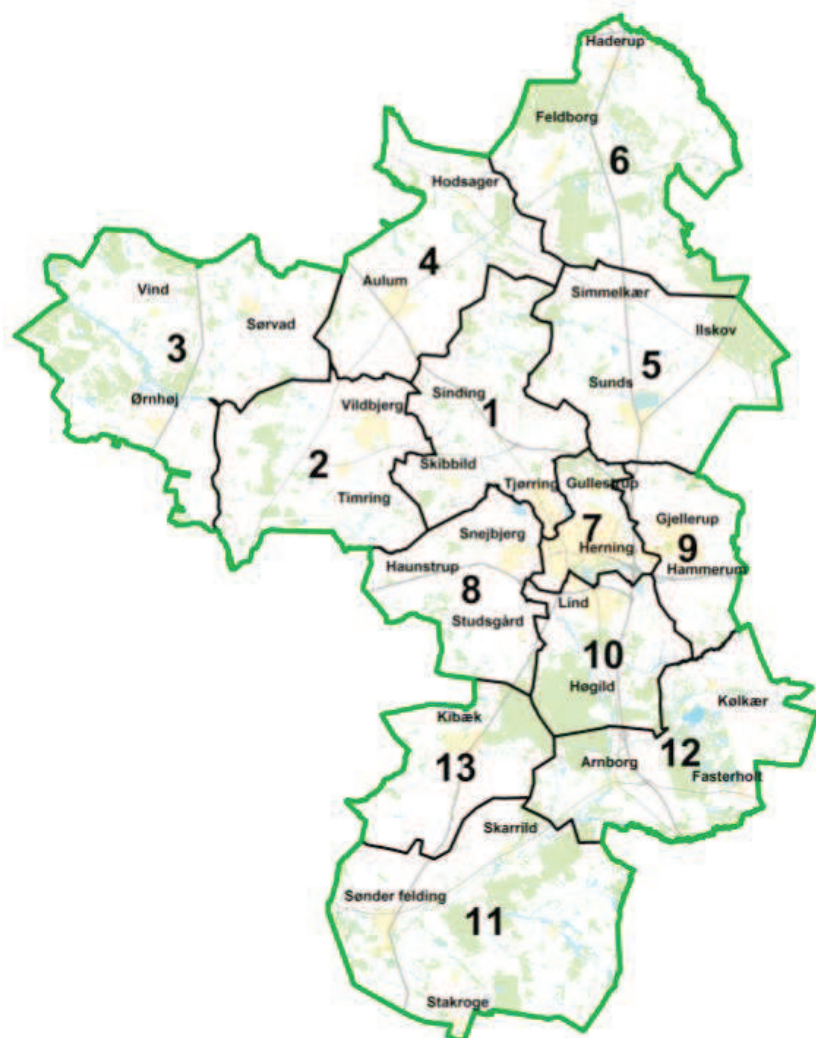 Haderup
Feldborg
6
Hodsager
4
Aulum
Simmelkær
Vind
Ilskov
Sørvad
3
5
Sunds
Ørnhøj
Sinding
1
Vildbjerg
2
Skibbild
Timring
Tjørring
Gullestrup
Snejbjerg
7
Gjellerup
Herning
9
Haunstrup
Hammerum
8
Lind
Studsgård
10
Høgild
Kølkær
Kibæk
12
13
Arnborg
Fasterholt
Skarrild
Sønder felding
11
Stakroge